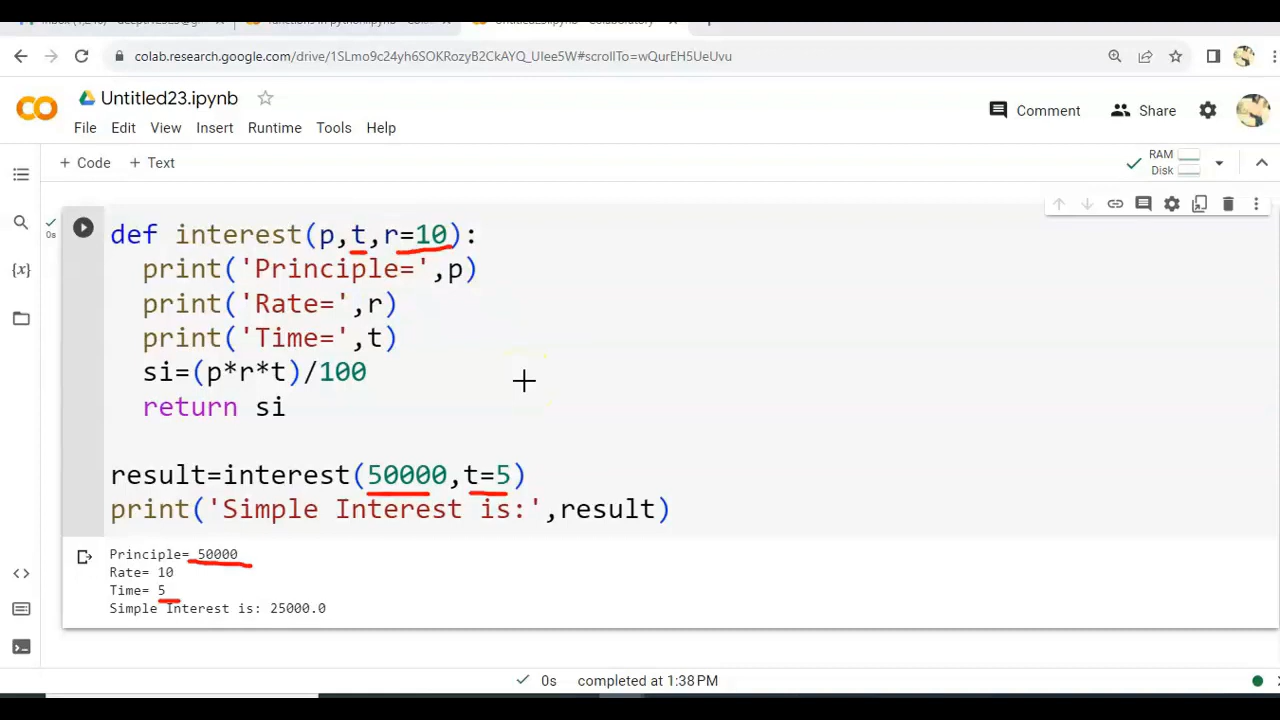 colab.research.google.com/drive/1SLmo9c24yh6SOKRozyB2CkAYQ_UIee5W#scrollTo=wQurEH5UeUvu
CO
Untitled23.ipynb
Comment
Share
File Edit View Insert Runtime Tools Help
+ Code + Text
RAM
Disk
0s
def interest(p,t,r=10):
print('Principle=',p)
print('Rate=',r)
print('Time=',t)
si=(p*r*t)/100
return si
result=interest(50000,t=5)
print('Simple Interest is:',result)
Principle= 50000
Rate= 10
Time= 5
Simple Interest is: 25000.0
0s completed at 1:38 PM